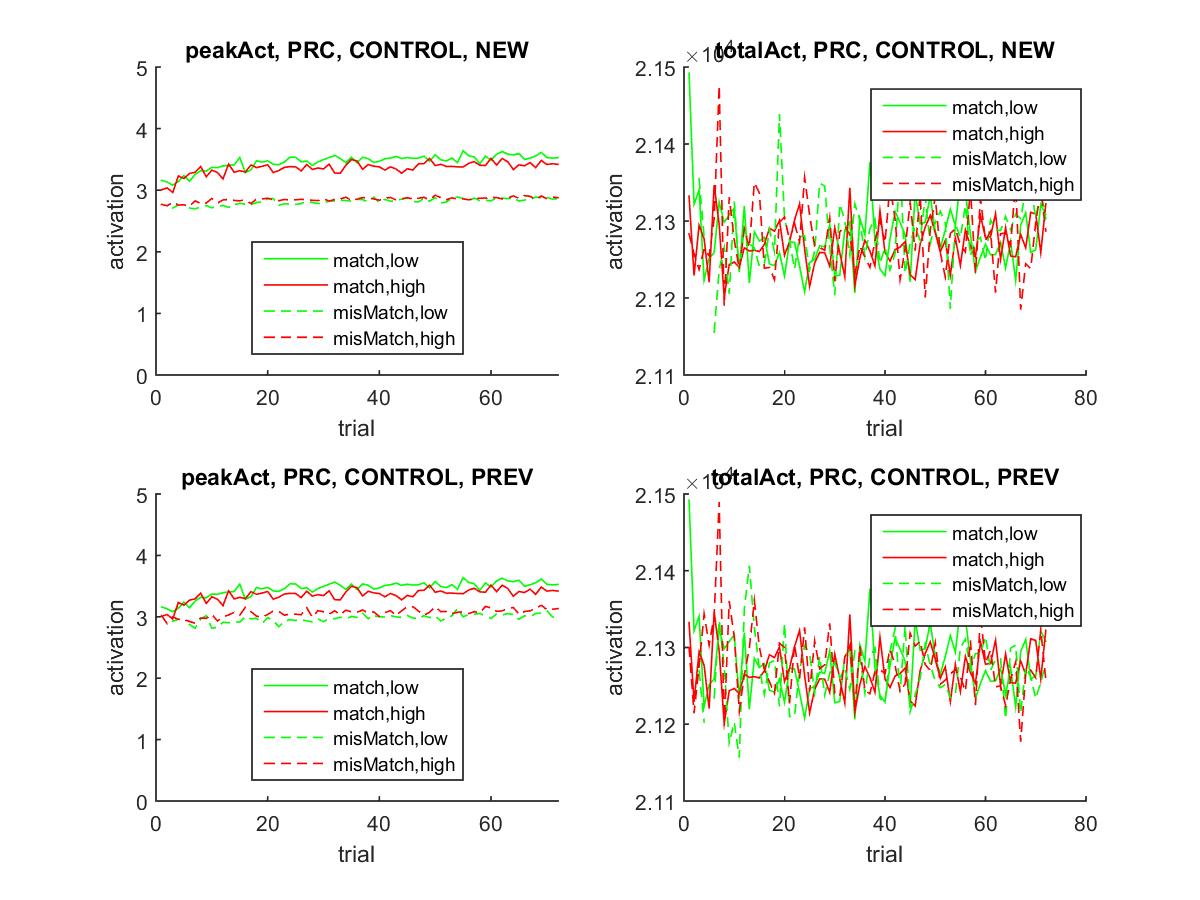 peakAct, PRC, CONTROL, NEW
5
4
3
2
1
0
0 20 40 60
activation
trial
match,low
match,high
misMatch,low
misMatch,high
totalAct, PRC, CONTROL, NEW
×10
2.15
2.14
2.13
2.12
2.11
0 20 40 60 80
activation
trial
match,low
match,high
misMatch,low
misMatch,high
peakAct, PRC, CONTROL, PREV
5
4
3
2
1
0
0 20 40 60
activation
trial
match,low
match,high
misMatch,low
misMatch,high
totalAct, PRC, CONTROL, PREV
×10⁴
2.15
2.14
2.13
2.12
2.11
0 20 40 60 80
activation
trial
match,low
match,high
misMatch,low
misMatch,high